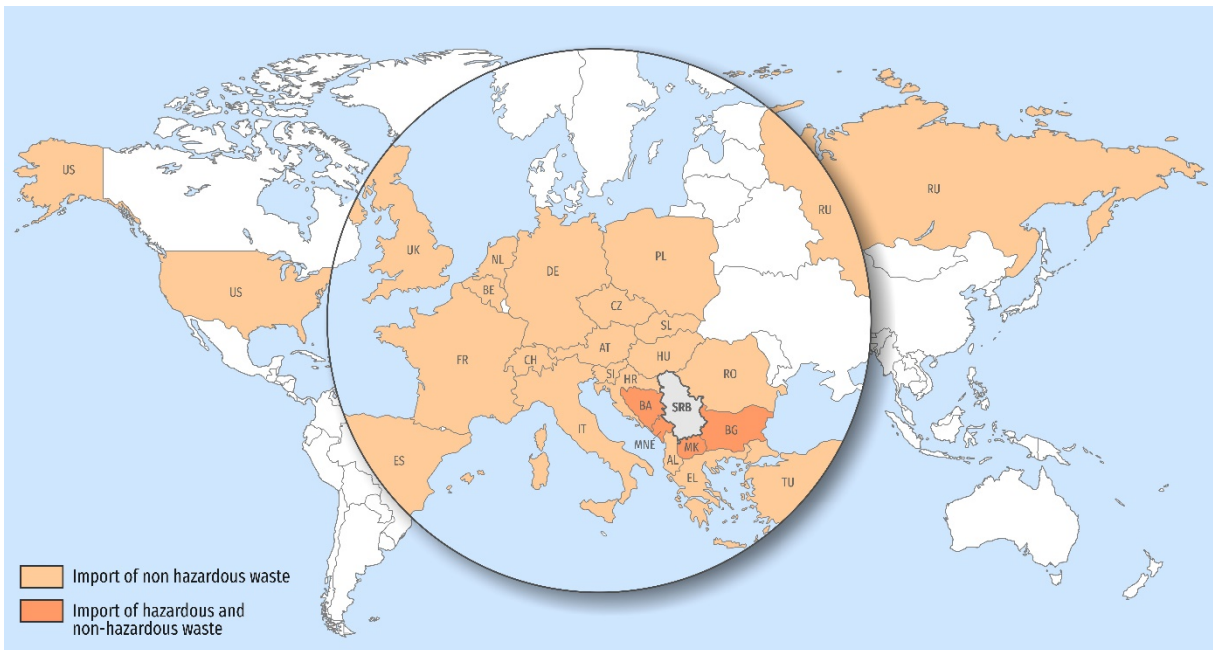 US
RU
RU
UK
NL
PL
DE
BE
US
CZ
SL
AT
FR
CH
HU
RO
SI
HR
BA
SRB
IT
BG
MNE
MK
ES
AL
EL
TU
Import of non hazardous waste
Import of hazardous and
non-hazardous waste